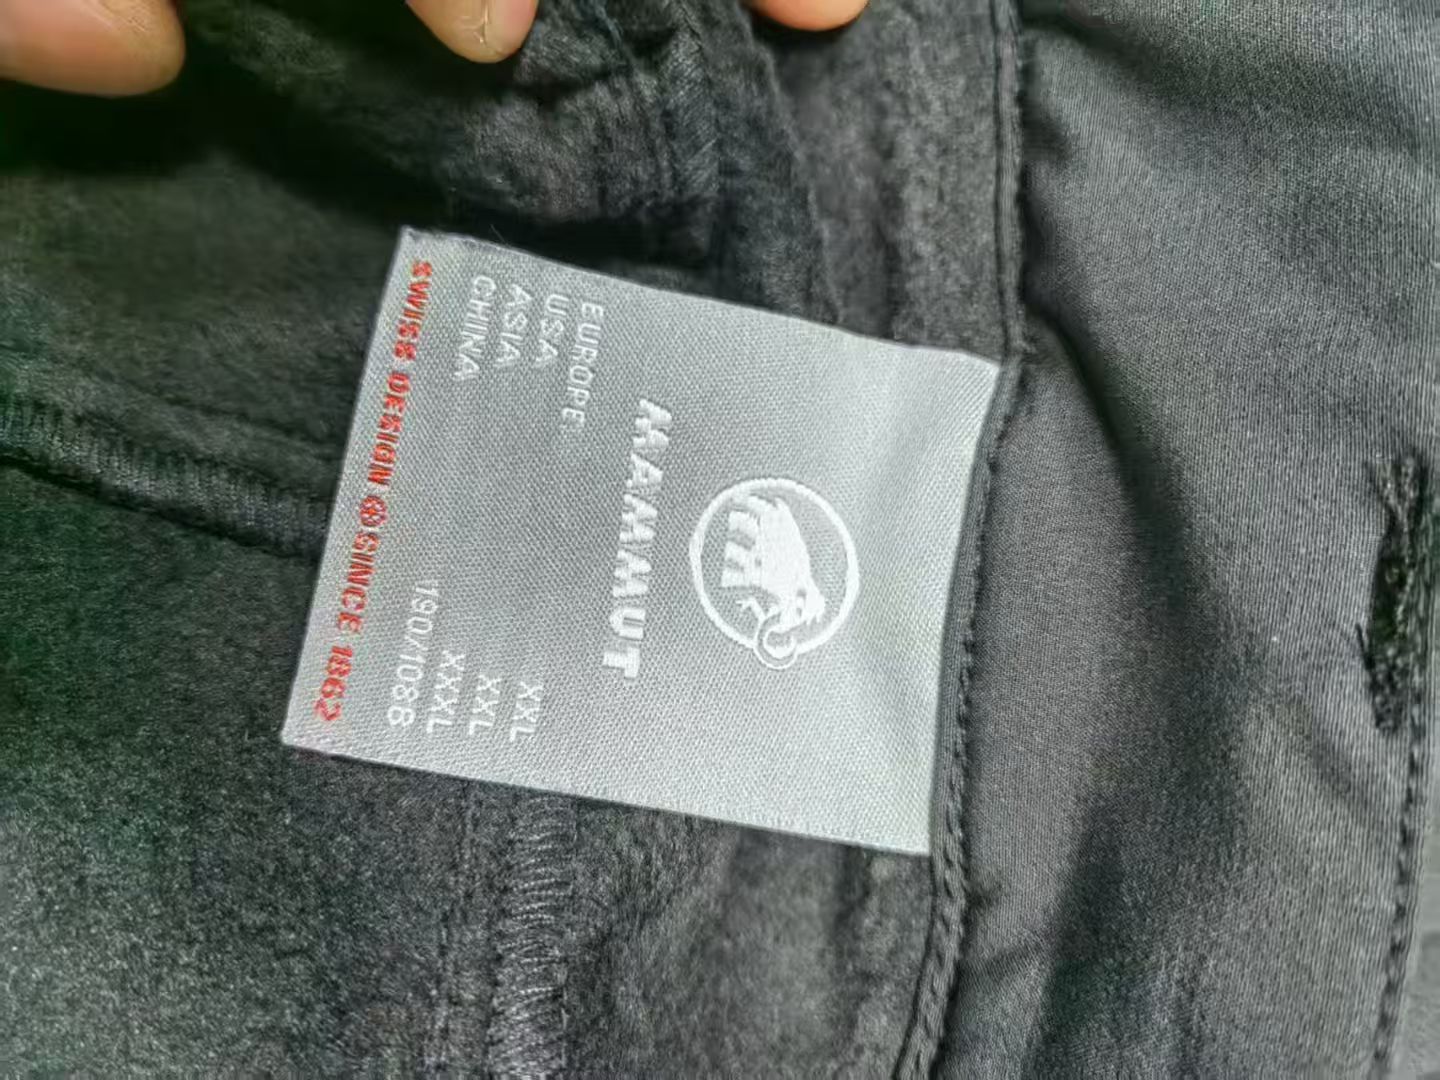 MAMMUT
EUROPE XXL
USA XXL
ASIA XXXL
CHINA 190/108B
SWISS DESIGN SINCE 1862